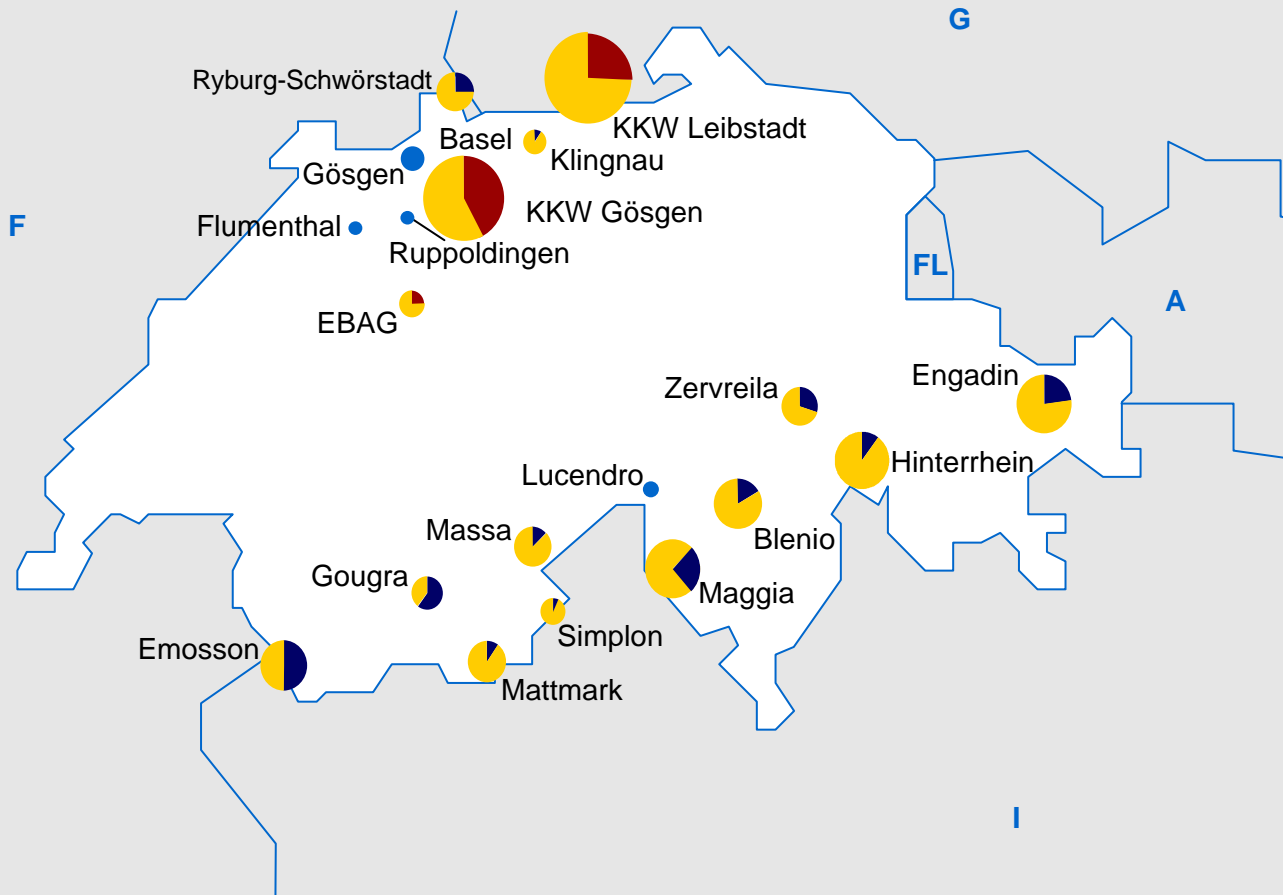 G
Ryburg-Schwörstadt
KKW Leibstadt
Basel
Klingnau
Gösgen
KKW Gösgen
F
Flumenthal
Ruppoldingen
FL
A
EBAG
Engadin
Zervreila
Hinterrhein
Lucendro
Massa
Blenio
Gougra
Maggia
Simplon
Emosson
Mattmark
I